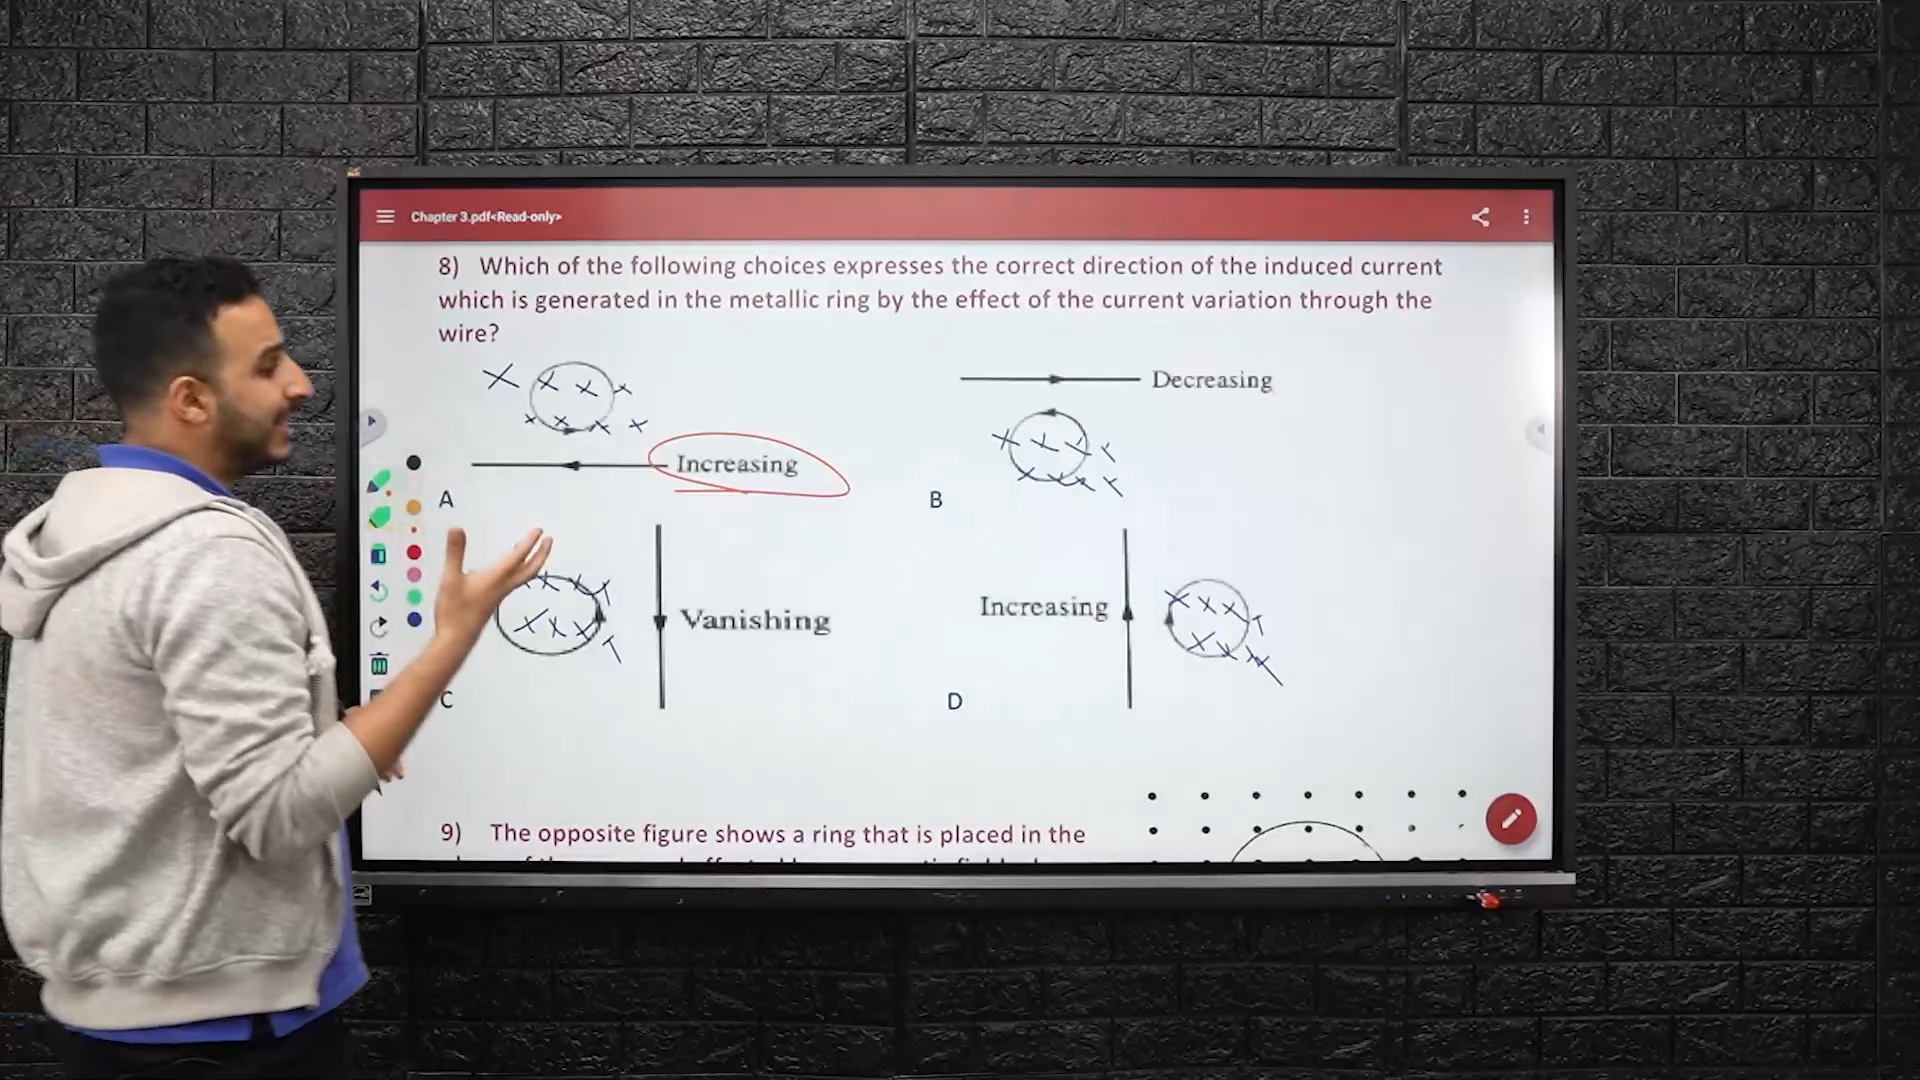 Chapter 3.pdf<Read-only>
8) Which of the following choices expresses the correct direction of the induced current
which is generated in the metallic ring by the effect of the current variation through the
wire?
Decreasing
Increasing
A
B
Vanishing
Increasing
C
D
9) The opposite figure shows a ring that is placed in the